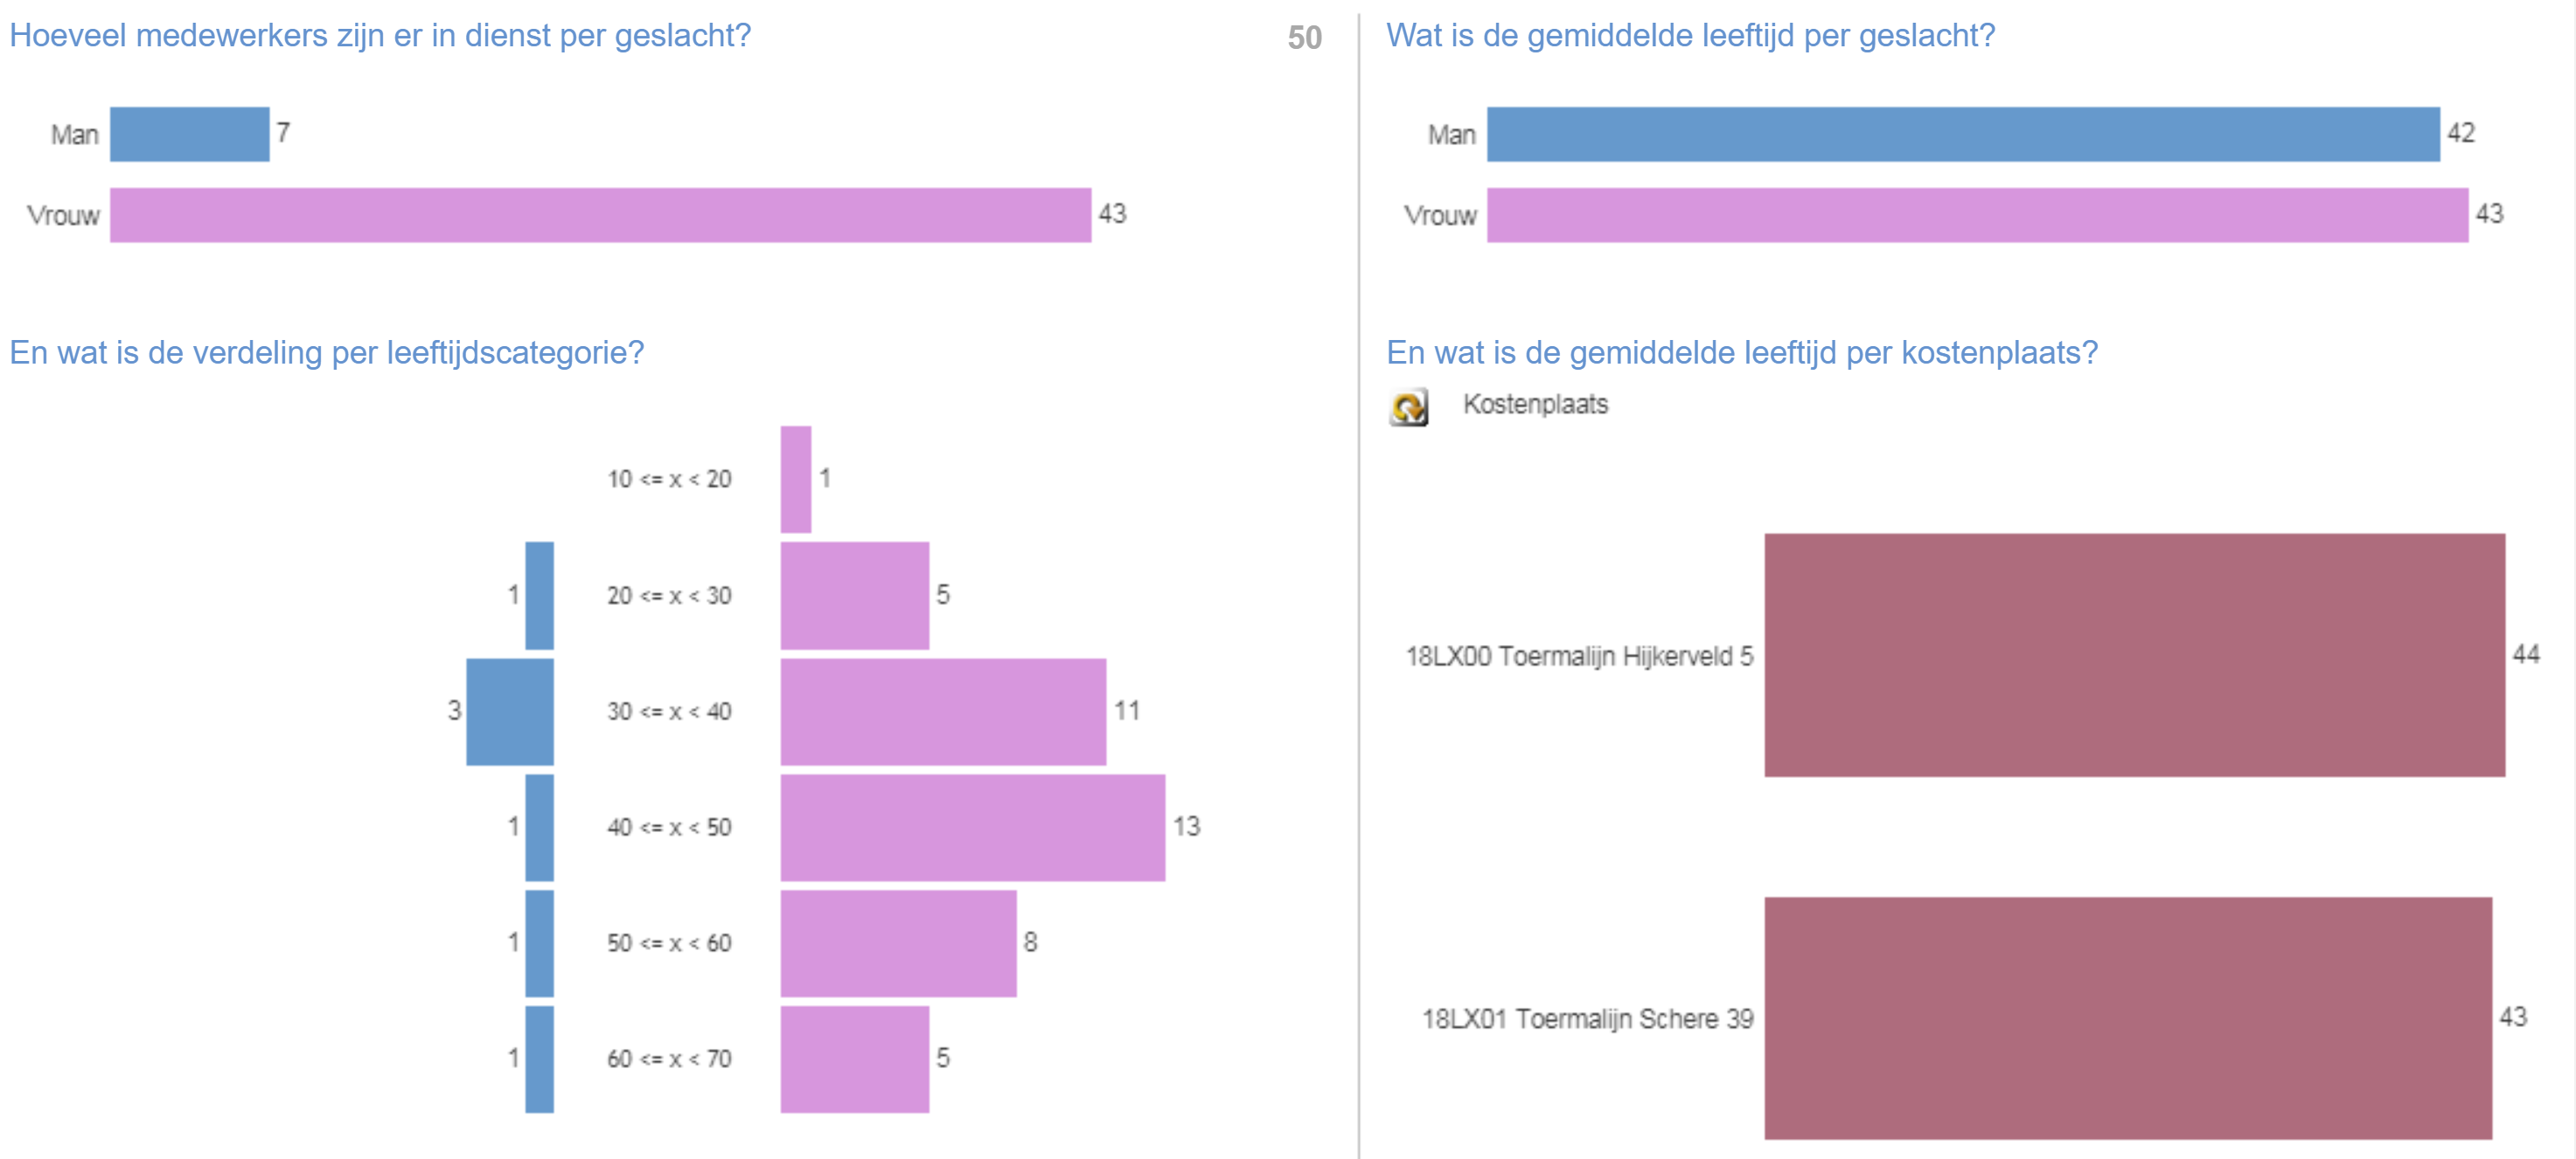 Hoeveel medewerkers zijn er in dienst per geslacht?
50
Man 7
Vrouw 43
En wat is de verdeling per leeftijdscategorie?
10 <= x < 20 1
1 20 <= x < 30 5
3 30 <= x < 40 11
1 40 <= x < 50 13
1 50 <= x < 60 8
1 60 <= x < 70 5
Wat is de gemiddelde leeftijd per geslacht?
Man 42
Vrouw 43
En wat is de gemiddelde leeftijd per kostenplaats?
Kostenplaats
18LX00 Toermalijn Hijkerveld 5 44
18LX01 Toermalijn Schere 39 43